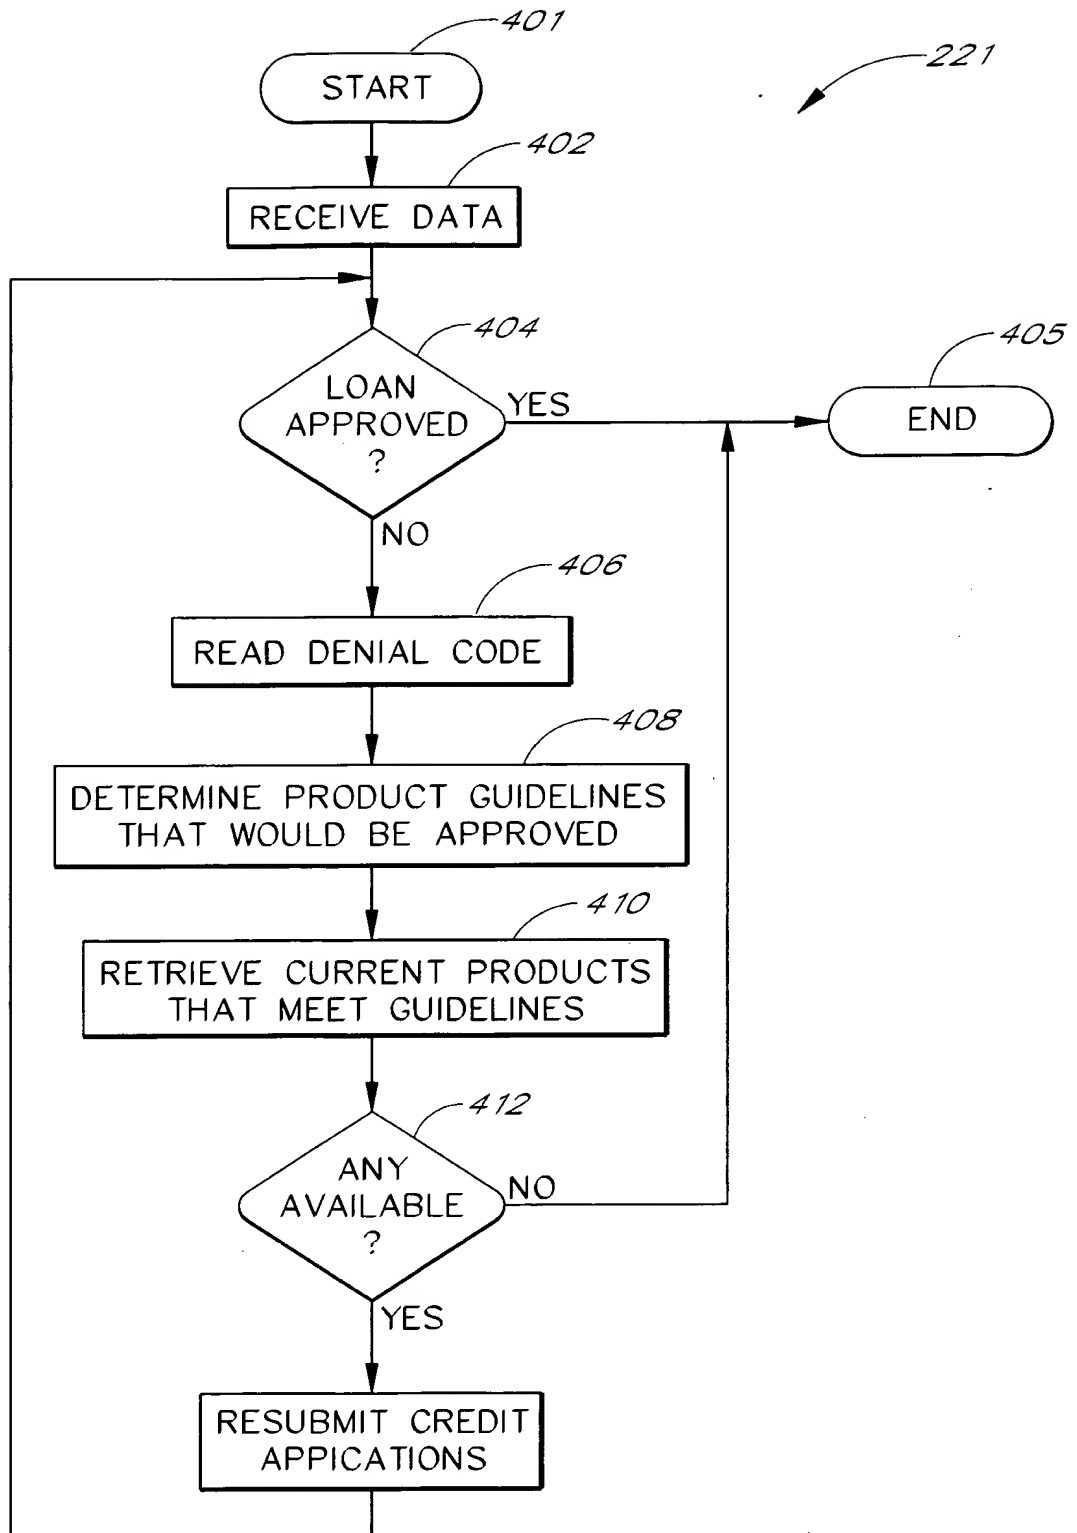 401
START
221
402
RECEIVE DATA
404
LOAN
APPROVED
?
YES
405
END
NO
406
READ DENIAL CODE
408
DETERMINE PRODUCT GUIDELINES
THAT WOULD BE APPROVED
410
RETRIEVE CURRENT PRODUCTS
THAT MEET GUIDELINES
412
ANY
AVAILABLE
?
NO
YES
RESUBMIT CREDIT
APPICATIONS